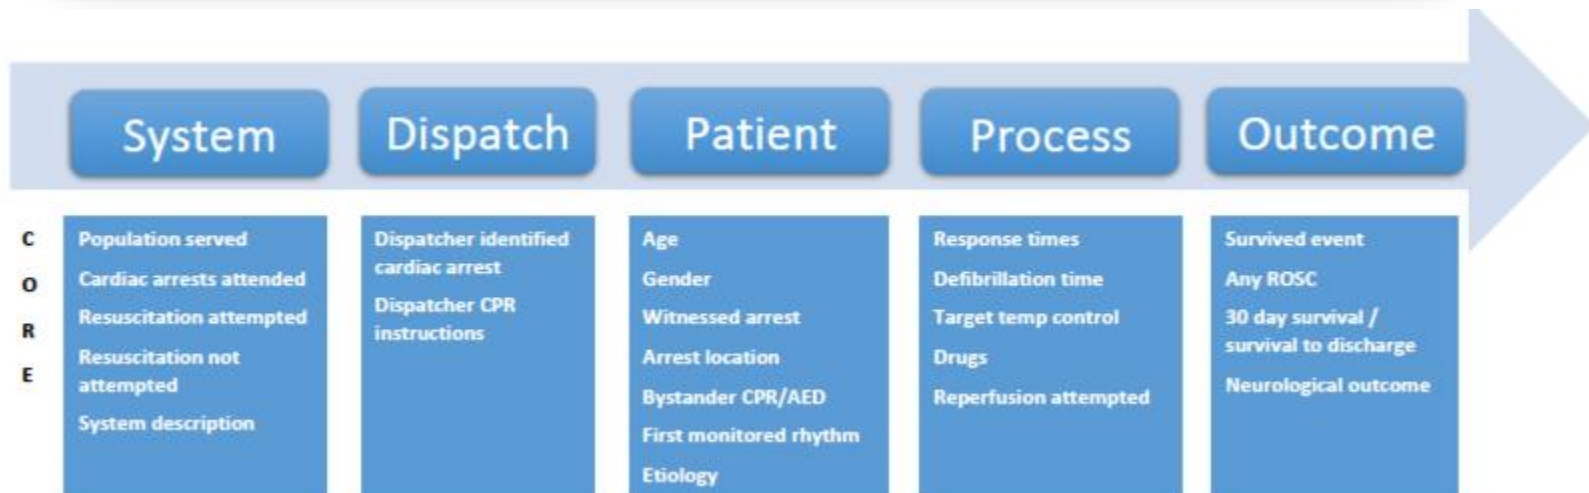 System
Dispatch
Patient
Process
Outcome
C
O
R
E
Population served
Cardiac arrests attended
Resuscitation attempted
Resuscitation not
attempted
System description
Dispatcher identified
cardiac arrest
Dispatcher CPR
instructions
Age
Gender
Witnessed arrest
Arrest location
Bystander CPR/AED
First monitored rhythm
Etiology
Response times
Defibrillation time
Target temp control
Drugs
Reperfusion attempted
Survived event
Any ROSC
30 day survival /
survival to discharge
Neurological outcome